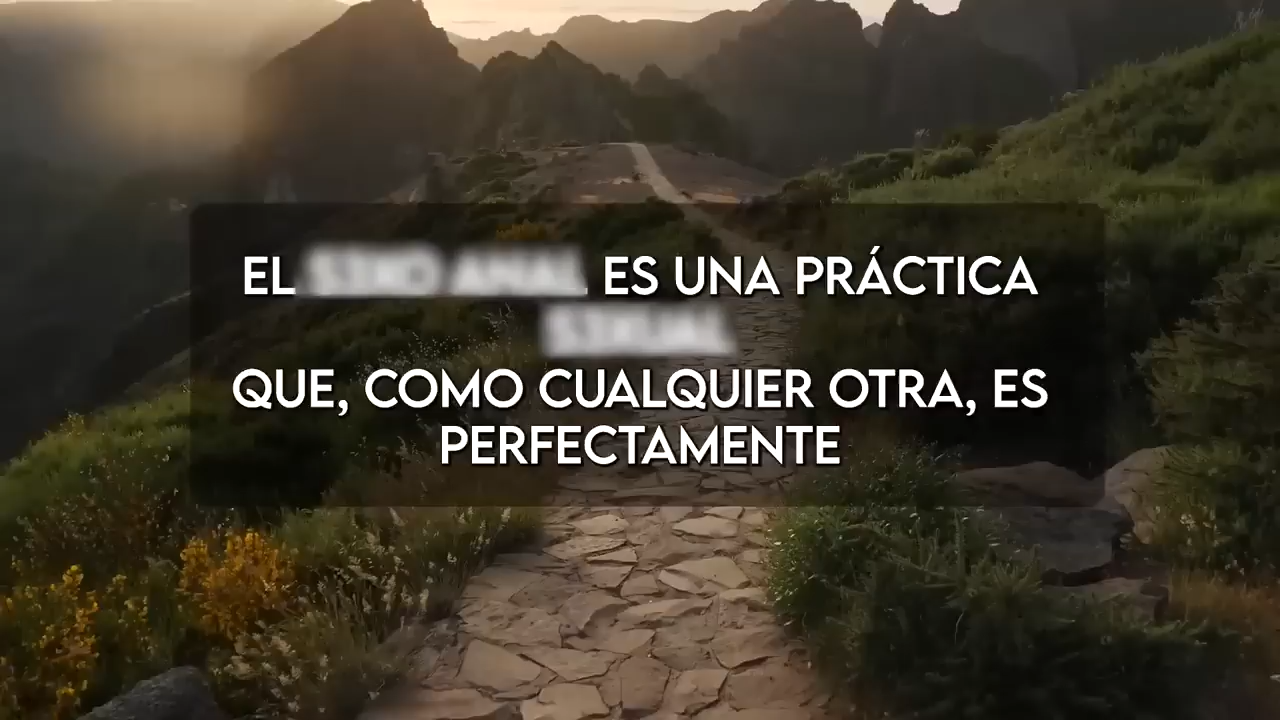 EL ES UNA PRÁCTICA
QUE, COMO CUALQUIER OTRA, ES
PERFECTAMENTE